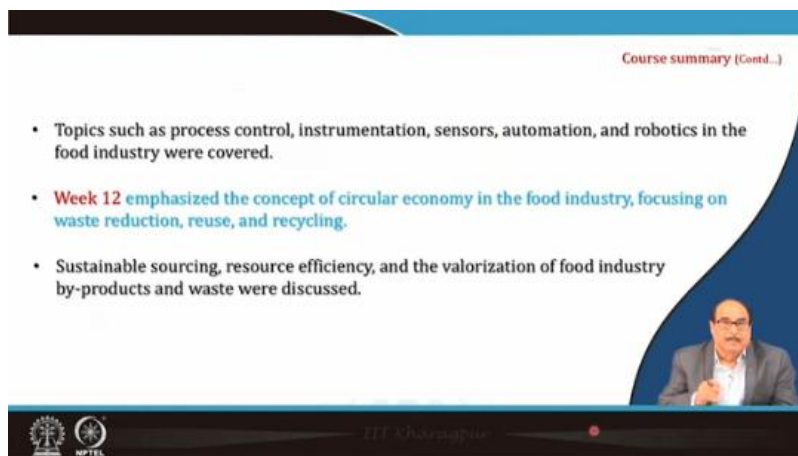 Course summary (Contd...)
• Topics such as process control, instrumentation, sensors, automation, and robotics in the
food industry were covered.
• Week 12 emphasized the concept of circular economy in the food industry, focusing on
waste reduction, reuse, and recycling.
• Sustainable sourcing, resource efficiency, and the valorization of food industry
by-products and waste were discussed.
IIT Kharagpur
NPTEL